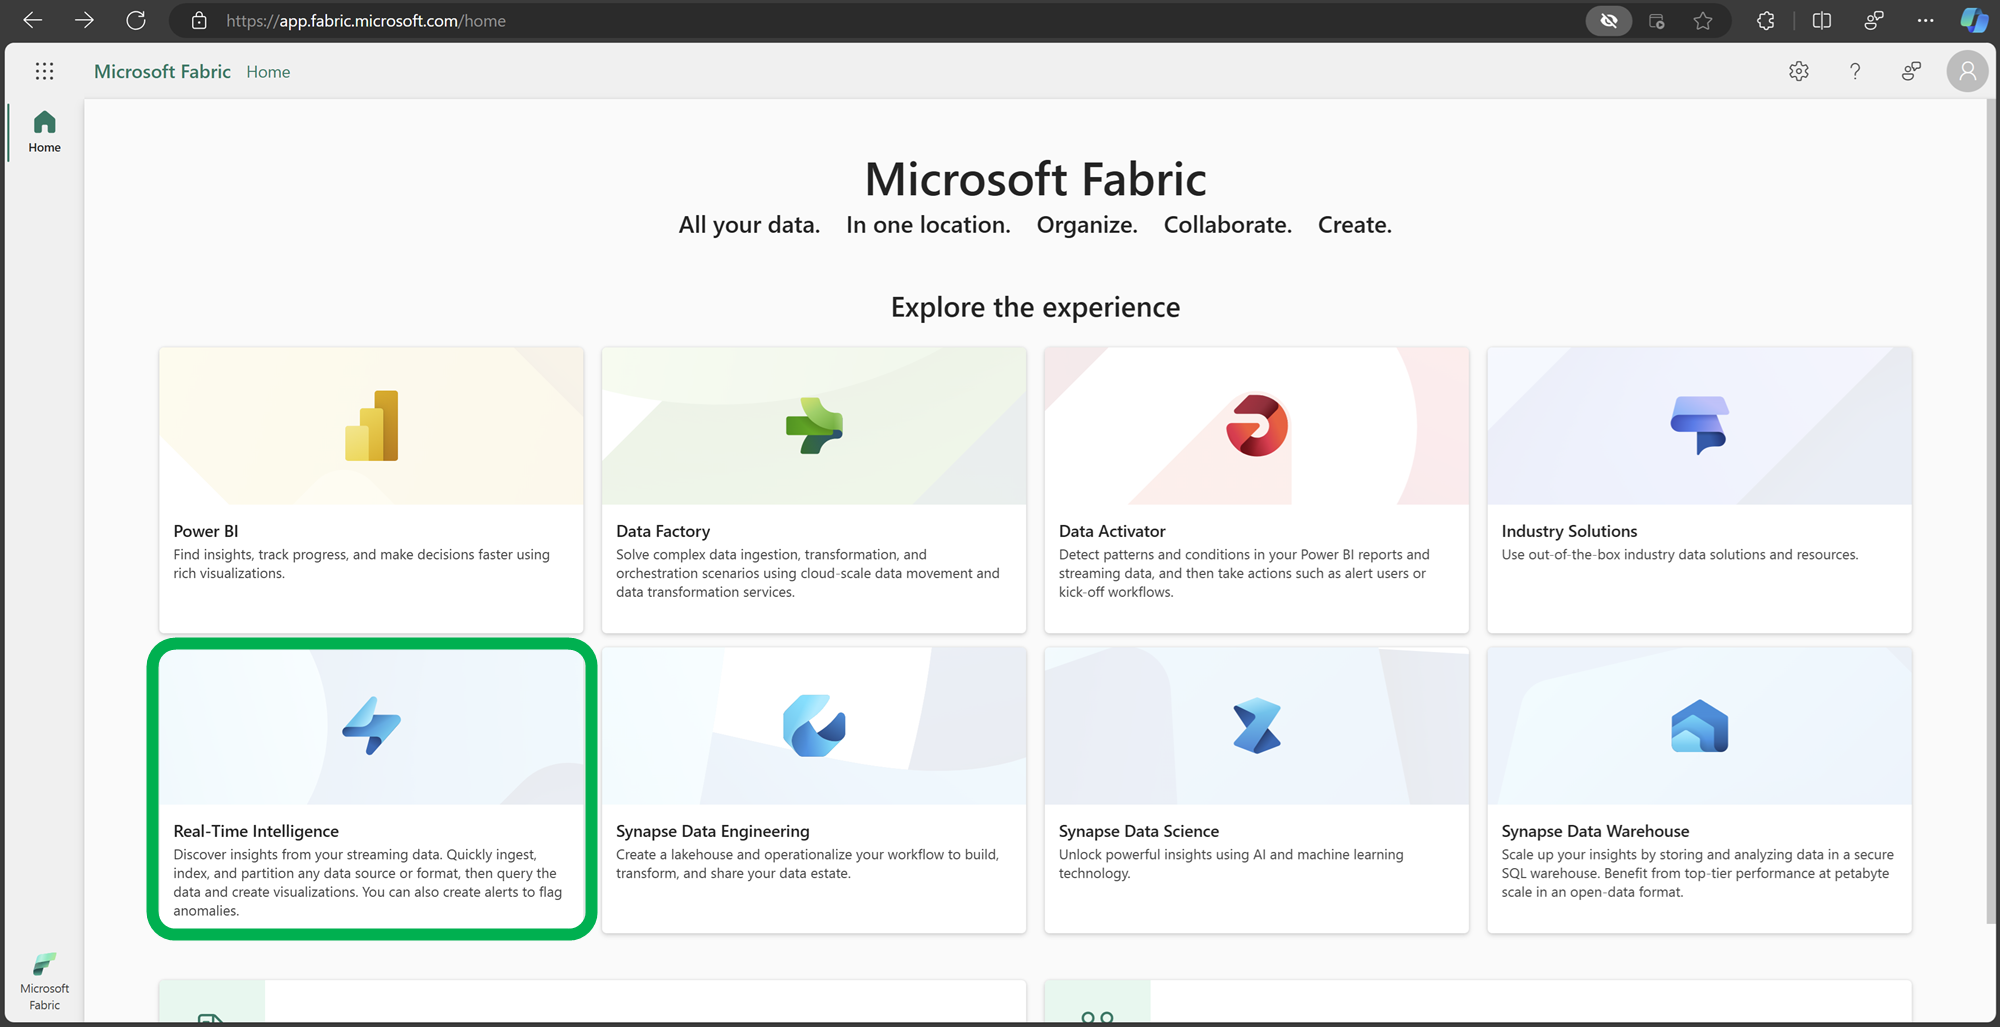 https://app.fabric.microsoft.com/home
Microsoft Fabric Home
Home
Microsoft Fabric
All your data. In one location. Organize. Collaborate. Create.
Explore the experience
Power BI
Find insights, track progress, and make decisions faster using
rich visualizations.
Data Factory
Solve complex data ingestion, transformation, and
orchestration scenarios using cloud-scale data movement and
data transformation services.
Data Activator
Detect patterns and conditions in your Power BI reports and
streaming data, and then take actions such as alert users or
kick-off workflows.
Industry Solutions
Use out-of-the-box industry data solutions and resources.
Real-Time Intelligence
Discover insights from your streaming data. Quickly ingest,
index, and partition any data source or format, then query the
data and create visualizations. You can also create alerts to flag
anomalies.
Synapse Data Engineering
Create a lakehouse and operationalize your workflow to build,
transform, and share your data estate.
Synapse Data Science
Unlock powerful insights using AI and machine learning
technology.
Synapse Data Warehouse
Scale up your insights by storing and analyzing data in a secure
SQL warehouse. Benefit from top-tier performance at petabyte
scale in an open-data format.
Microsoft
Fabric